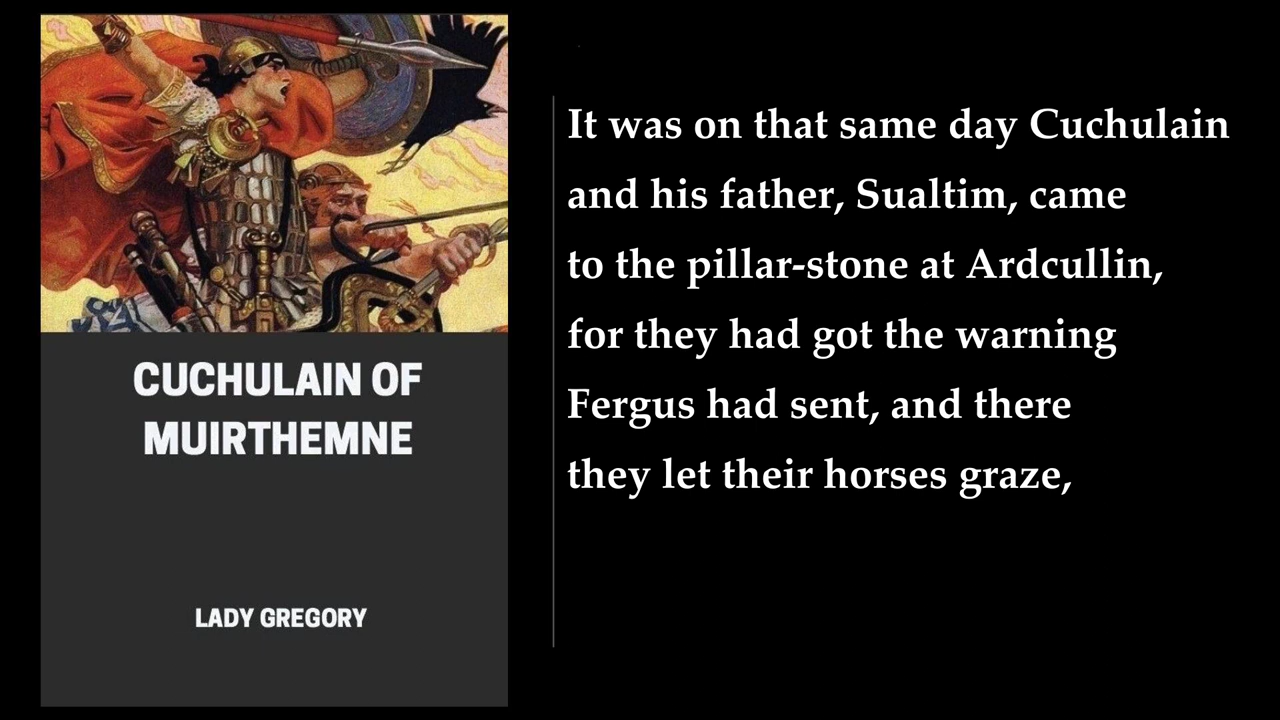 CUCHULAIN OF
MUIRTHEMNE
LADY GREGORY
It was on that same day Cuchulain
and his father, Sualtim, came
to the pillar-stone at Ardcullin,
for they had got the warning
Fergus had sent, and there
they let their horses graze,